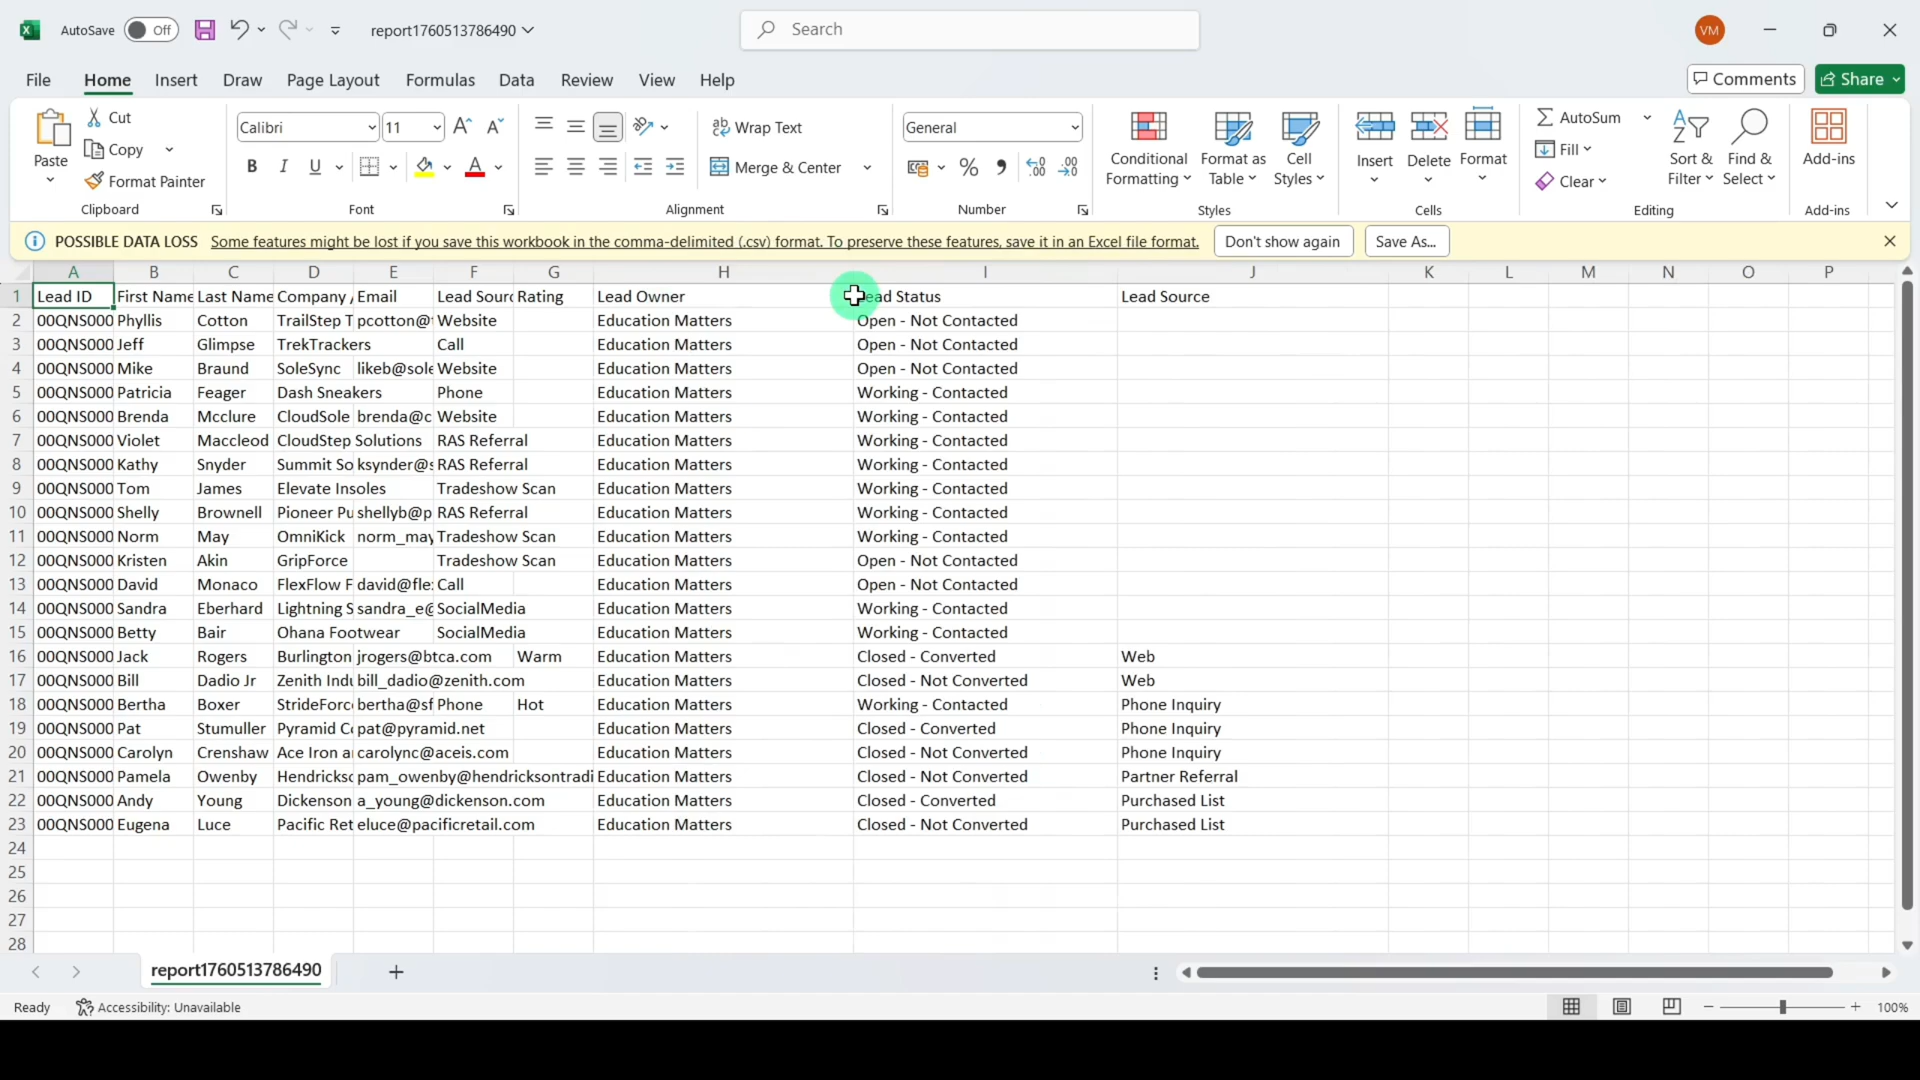 AutoSave Off report1760513786490 Search VM
File Home Insert Draw Page Layout Formulas Data Review View Help Comments Share
Paste Cut Copy Format Painter Clipboard
Calibri 11 B I U A Font
Wrap Text Merge & Center Alignment
General % Number
Conditional Formatting Format as Table Cell Styles Styles
Insert Delete Format Cells
AutoSum Fill Clear Sort & Filter Find & Select Editing
Add-ins Add-ins
POSSIBLE DATA LOSS Some features might be lost if you save this workbook in the comma-delimited (.csv) format. To preserve these features, save it in an Excel file format. Don't show again Save As...
A B C D E F G H I J K L M N O P
1 Lead ID First Name Last Name Company Email Lead Sour Rating Lead Owner ead Status Lead Source
2 00QNS000 Phyllis Cotton TrailStep T pcotton@ Website Education Matters Open - Not Contacted
3 00QNS000 Jeff Glimpse TrekTrackers Call Education Matters Open - Not Contacted
4 00QNS000 Mike Braund SoleSync likeb@sole Website Education Matters Open - Not Contacted
5 00QNS000 Patricia Feager Dash Sneakers Phone Education Matters Working - Contacted
6 00QNS000 Brenda Mcclure CloudSole brenda@c Website Education Matters Working - Contacted
7 00QNS000 Violet Maccleod CloudStep Solutions RAS Referral Education Matters Working - Contacted
8 00QNS000 Kathy Snyder Summit So ksynder@s RAS Referral Education Matters Working - Contacted
9 00QNS000 Tom James Elevate Insoles Tradeshow Scan Education Matters Working - Contacted
10 00QNS000 Shelly Brownell Pioneer Pu shellyb@p RAS Referral Education Matters Working - Contacted
11 00QNS000 Norm May OmniKick norm_may Tradeshow Scan Education Matters Working - Contacted
12 00QNS000 Kristen Akin GripForce Tradeshow Scan Education Matters Open - Not Contacted
13 00QNS000 David Monaco FlexFlow F david@fle Call Education Matters Open - Not Contacted
14 00QNS000 Sandra Eberhard Lightning S sandra_e@ SocialMedia Education Matters Working - Contacted
15 00QNS000 Betty Bair Ohana Footwear SocialMedia Education Matters Working - Contacted
16 00QNS000 Jack Rogers Burlington jrogers@btca.com Warm Education Matters Closed - Converted Web
17 00QNS000 Bill Dadio Jr Zenith Indu bill_dadio@zenith.com Education Matters Closed - Not Converted Web
18 00QNS000 Bertha Boxer StrideForc bertha@sf Phone Hot Education Matters Working - Contacted Phone Inquiry
19 00QNS000 Pat Stumuller Pyramid C pat@pyramid.net Education Matters Closed - Converted Phone Inquiry
20 00QNS000 Carolyn Crenshaw Ace Iron a carolync@aceis.com Education Matters Closed - Not Converted Phone Inquiry
21 00QNS000 Pamela Owenby Hendrickso pam_owenby@hendricksontradi Education Matters Closed - Not Converted Partner Referral
22 00QNS000 Andy Young Dickenson a_young@dickenson.com Education Matters Closed - Converted Purchased List
23 00QNS000 Eugena Luce Pacific Ret eluce@pacificretail.com Education Matters Closed - Not Converted Purchased List
24
25
26
27
28
report1760513786490
Ready Accessibility: Unavailable 100%